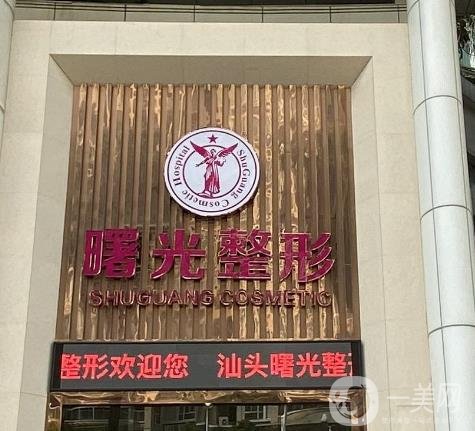 ShuGuang Cosmetic Hospital
曙光整形
SHUGUANG COSMETIC
整形欢迎您 汕头曙光整
一美网